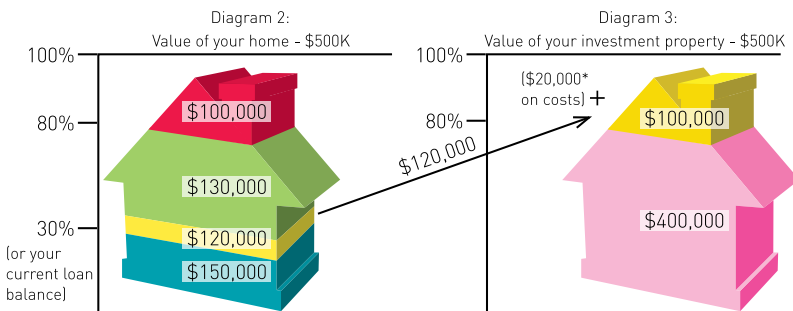 Diagram 2:
Value of your home - $500K
100%
80%
30%
(or your
current loan
balance)
$100,000
$130,000
$120,000
$150,000
$120,000
Diagram 3:
Value of your investment property - $500K
100%
80%
($20,000*
on costs) +
$100,000
$400,000